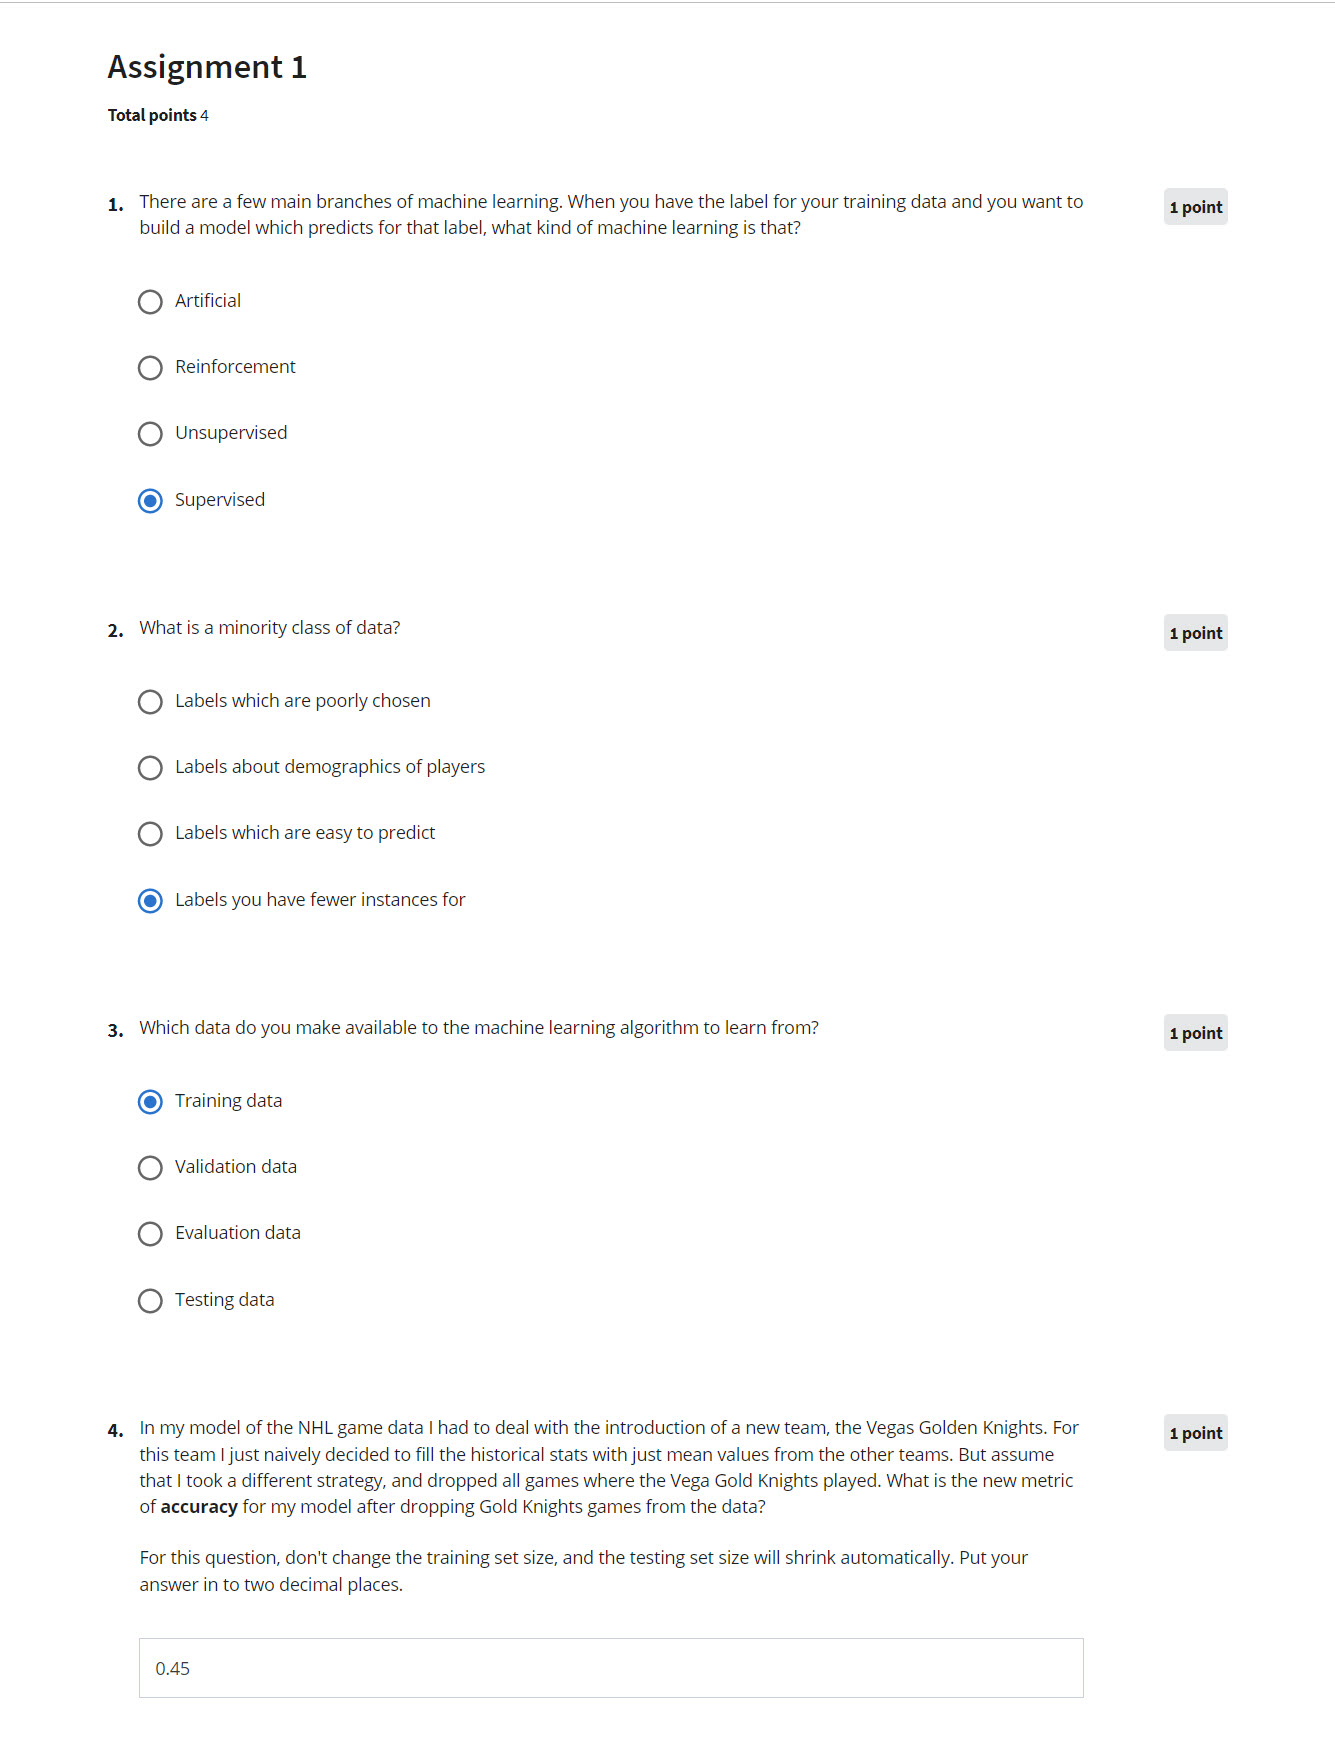 Assignment 1
Total points 4
1. There are a few main branches of machine learning. When you have the label for your training data and you want to
build a model which predicts for that label, what kind of machine learning is that?
1 point
Artificial
Reinforcement
Unsupervised
Supervised
2. What is a minority class of data?
1 point
Labels which are poorly chosen
Labels about demographics of players
Labels which are easy to predict
Labels you have fewer instances for
3. Which data do you make available to the machine learning algorithm to learn from?
1 point
Training data
Validation data
Evaluation data
Testing data
4. In my model of the NHL game data I had to deal with the introduction of a new team, the Vegas Golden Knights. For
this team I just naively decided to fill the historical stats with just mean values from the other teams. But assume
that I took a different strategy, and dropped all games where the Vega Gold Knights played. What is the new metric
of accuracy for my model after dropping Gold Knights games from the data?
1 point
For this question, don't change the training set size, and the testing set size will shrink automatically. Put your
answer in to two decimal places.
0.45